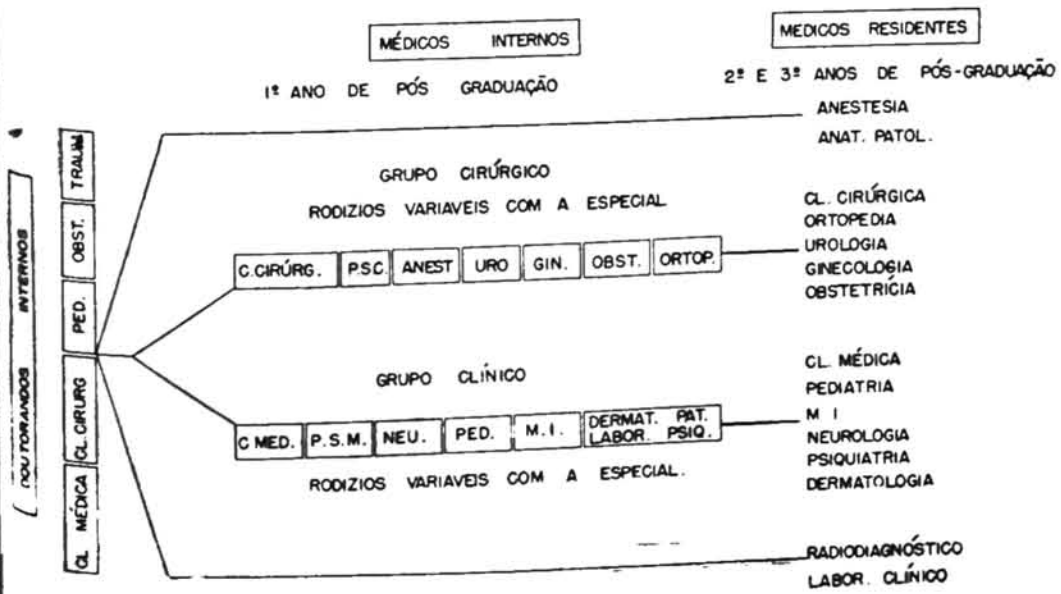 MÉDICOS INTERNOS
MEDICOS RESIDENTES
1º ANO DE PÓS GRADUAÇÃO
2º E 3º ANOS DE PÓS-GRADUAÇÃO
DOUTORANDOS INTERNOS
CL. MÉDICA
CL. CIRURG
PED.
OBST.
TRAUM
ANESTESIA
ANAT. PATOL.
GRUPO CIRÚRGICO
RODIZIOS VARIAVEIS COM A ESPECIAL
C.CIRÚRG. P.SC. ANEST URO GIN. OBST. ORTOP.
CL. CIRÚRGICA
ORTOPEDIA
UROLOGIA
GINECOLOGIA
OBSTETRÍCIA
GRUPO CLÍNICO
C MED. P.S.M. NEU. PED. M.I. DERMAT. PAT.
LABOR. PSIQ.
RODIZIOS VARIAVEIS COM A ESPECIAL.
CL. MÉDICA
PEDIATRIA
M I
NEUROLOGIA
PSIQUIATRIA
DERMATOLOGIA
RADIODIAGNÓSTICO
LABOR. CLÍNICO